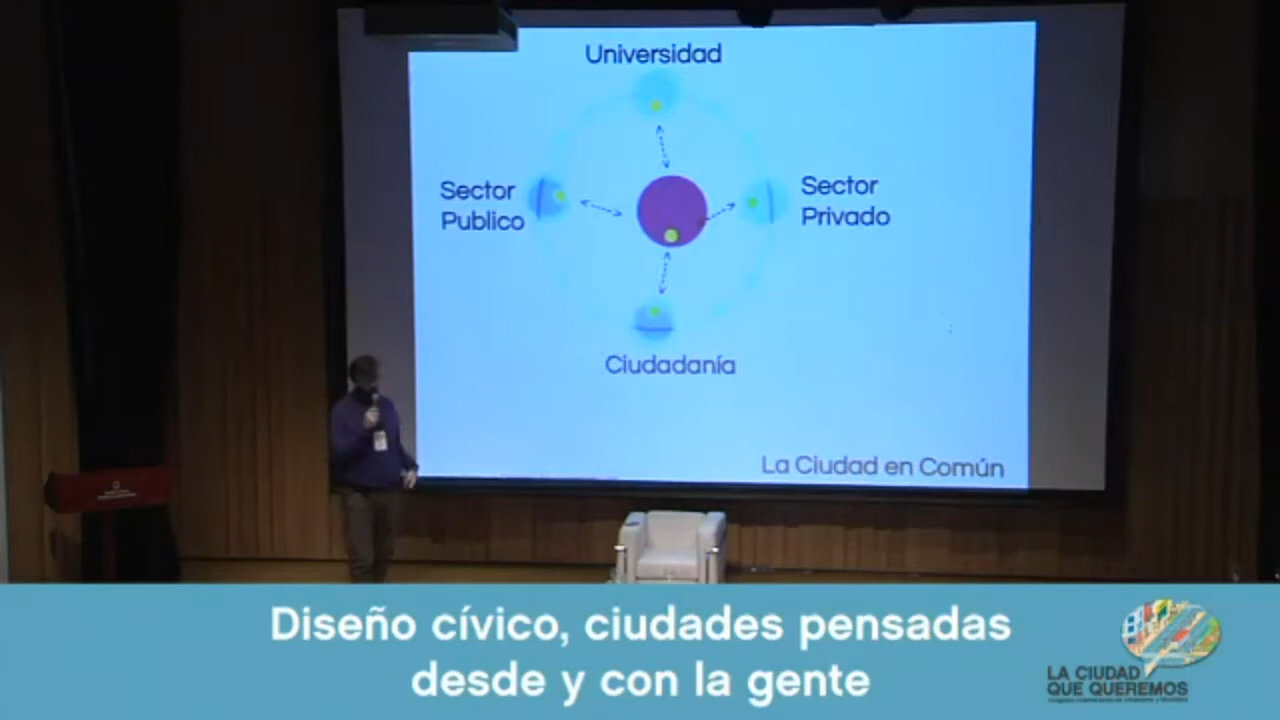 Universidad
Sector
Publico
Sector
Privado
Ciudadanía
La Ciudad en Común
Diseño cívico, ciudades pensadas
desde y con la gente
LA CIUDAD
QUE QUEREMOS